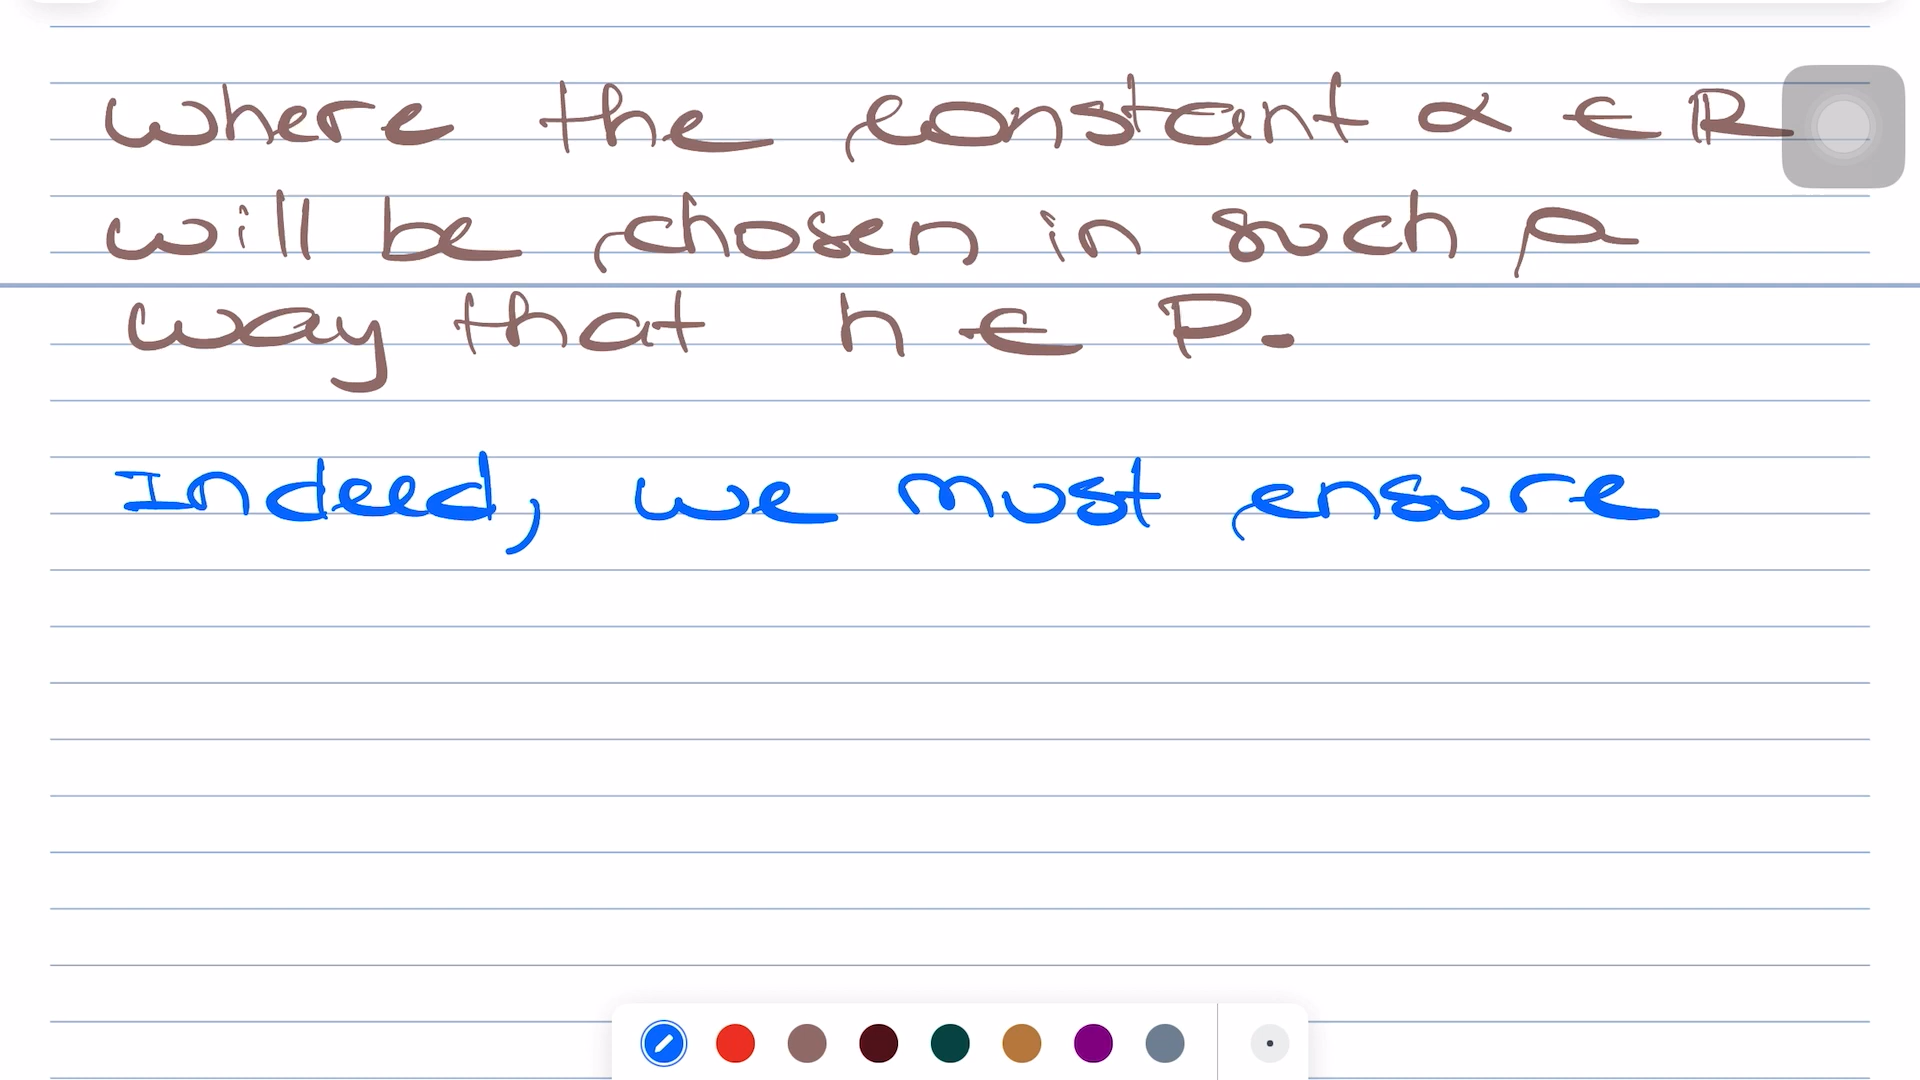 where the constant α ∈ ℝ
will be chosen in such a
way that h ∈ P.
Indeed, we must ensure